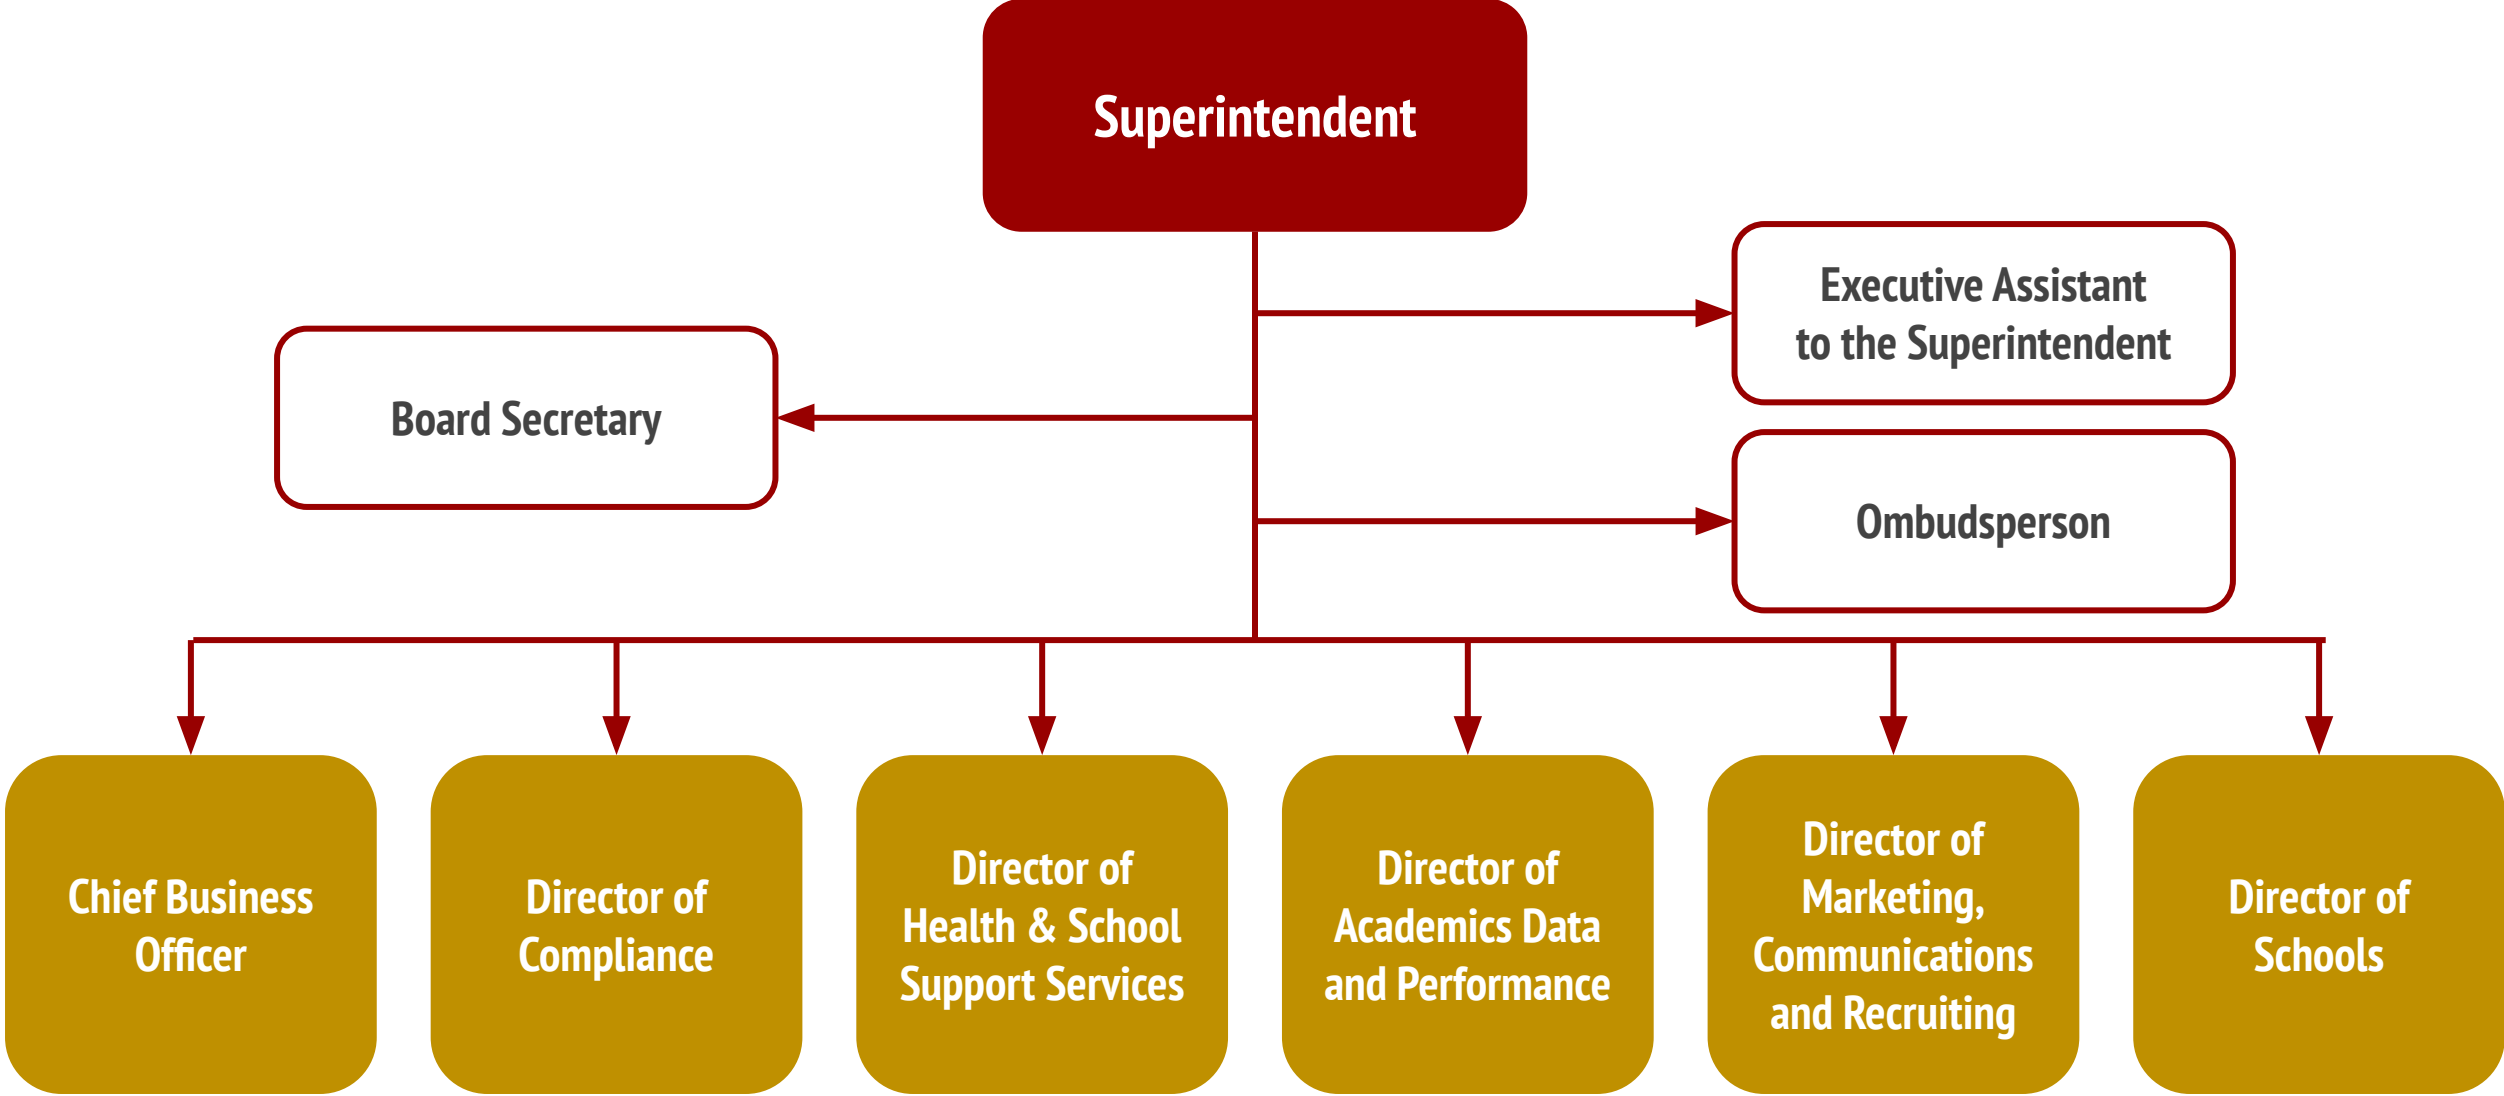 Superintendent
Executive Assistant
to the Superintendent
Board Secretary
Ombudsperson
Chief Business
Officer
Director of
Compliance
Director of
Health & School
Support Services
Director of
Academics Data
and Performance
Director of
Marketing,
Communications
and Recruiting
Director of
Schools